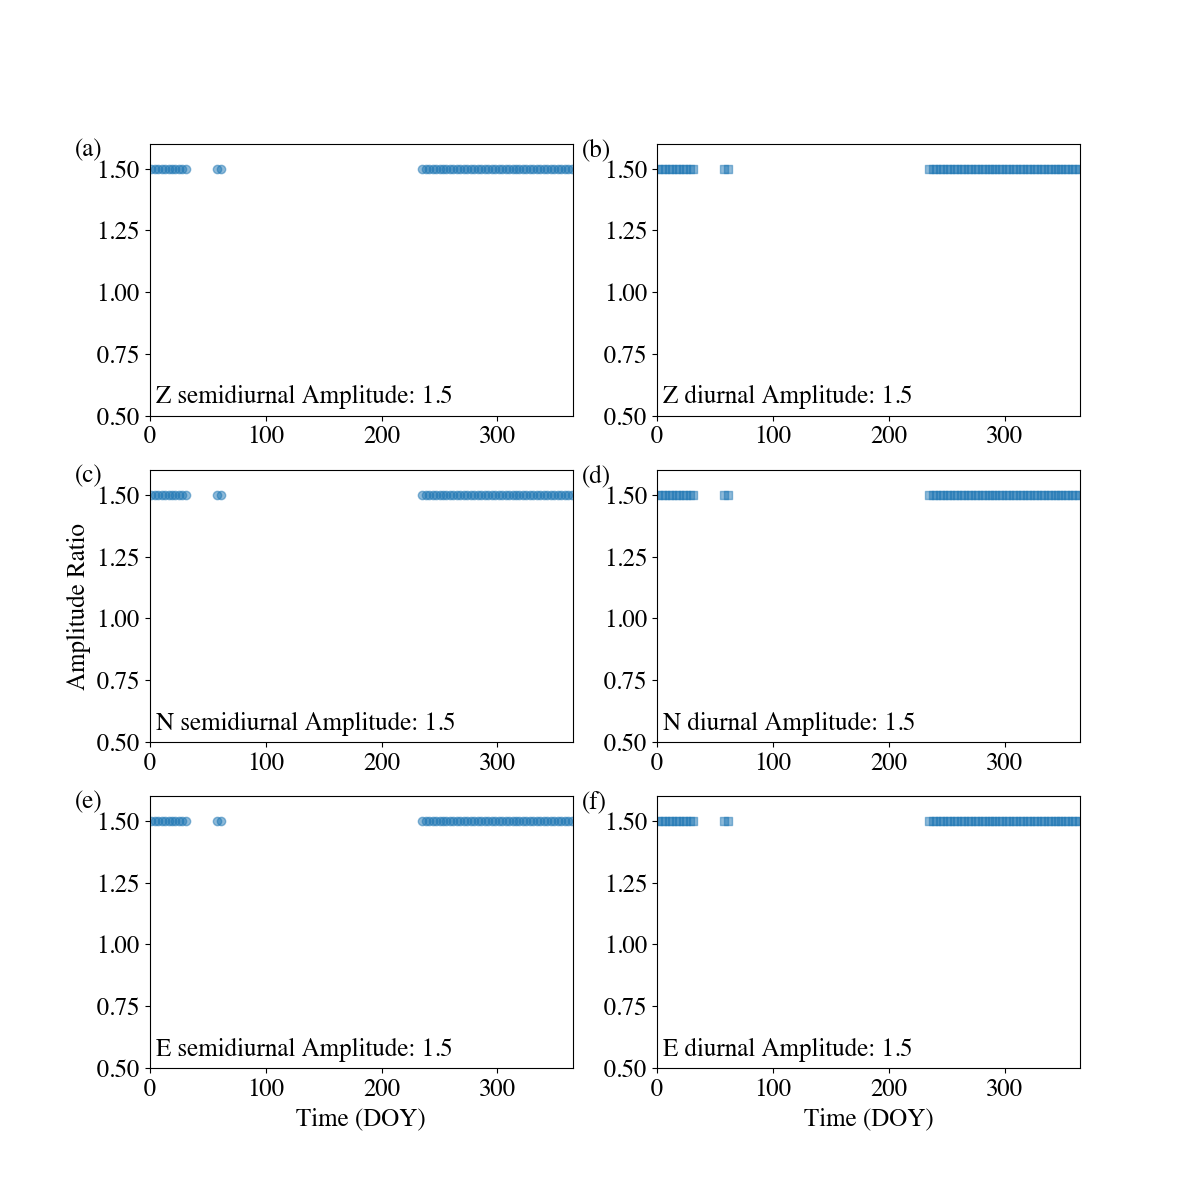 (a)
1.50
1.25
1.00
0.75
0.50
Z semidiurnal Amplitude: 1.5
0 100 200 300
(b)
1.50
1.25
1.00
0.75
0.50
Z diurnal Amplitude: 1.5
0 100 200 300
Amplitude Ratio
(c)
1.50
1.25
1.00
0.75
0.50
N semidiurnal Amplitude: 1.5
0 100 200 300
(d)
1.50
1.25
1.00
0.75
0.50
N diurnal Amplitude: 1.5
0 100 200 300
(e)
1.50
1.25
1.00
0.75
0.50
E semidiurnal Amplitude: 1.5
0 100 200 300
Time (DOY)
(f)
1.50
1.25
1.00
0.75
0.50
E diurnal Amplitude: 1.5
0 100 200 300
Time (DOY)